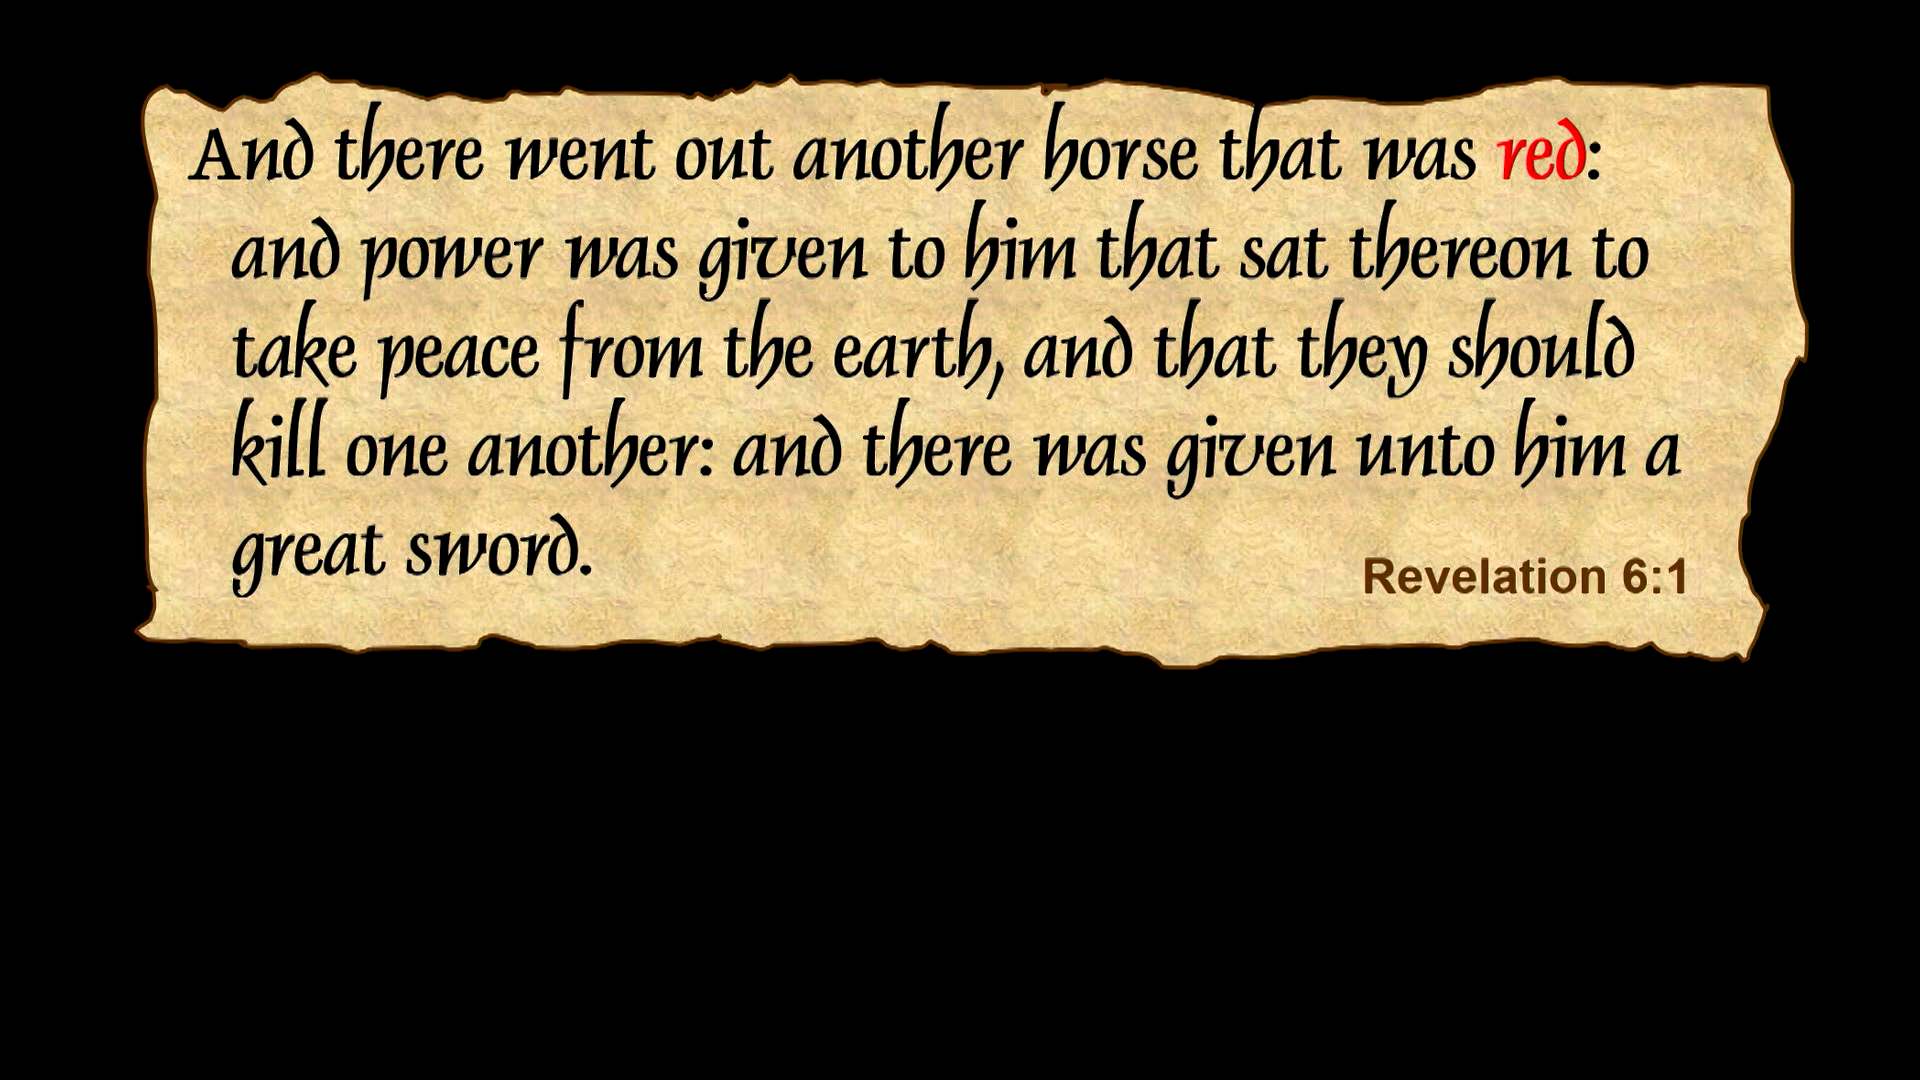 And there went out another horse that was red:
and power was given to him that sat thereon to
take peace from the earth, and that they should
kill one another: and there was given unto him a
great sword.
Revelation 6:1